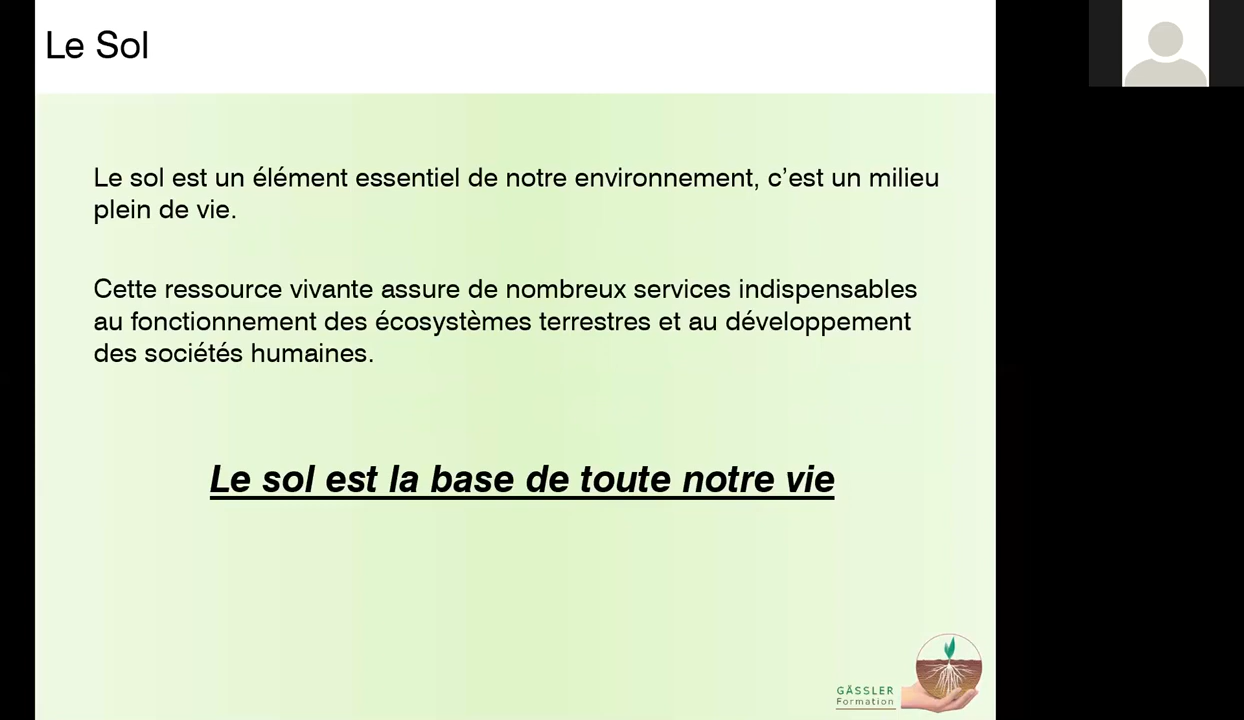 Le Sol
Le sol est un élément essentiel de notre environnement, c’est un milieu
plein de vie.
Cette ressource vivante assure de nombreux services indispensables
au fonctionnement des écosystèmes terrestres et au développement
des sociétés humaines.
Le sol est la base de toute notre vie
GÄSSLER
Formation